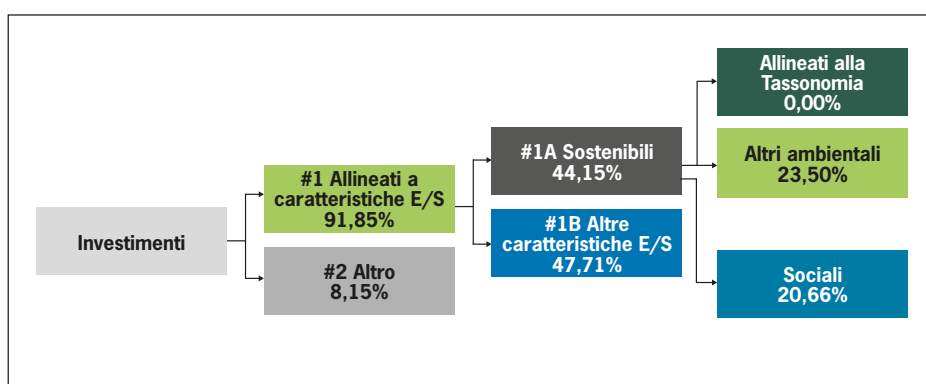 Investimenti
#1 Allineati a
caratteristiche E/S
91,85%
#2 Altro
8,15%
#1A Sostenibili
44,15%
#1B Altre
caratteristiche E/S
47,71%
Allineati alla
Tassonomia
0,00%
Altri ambientali
23,50%
Sociali
20,66%